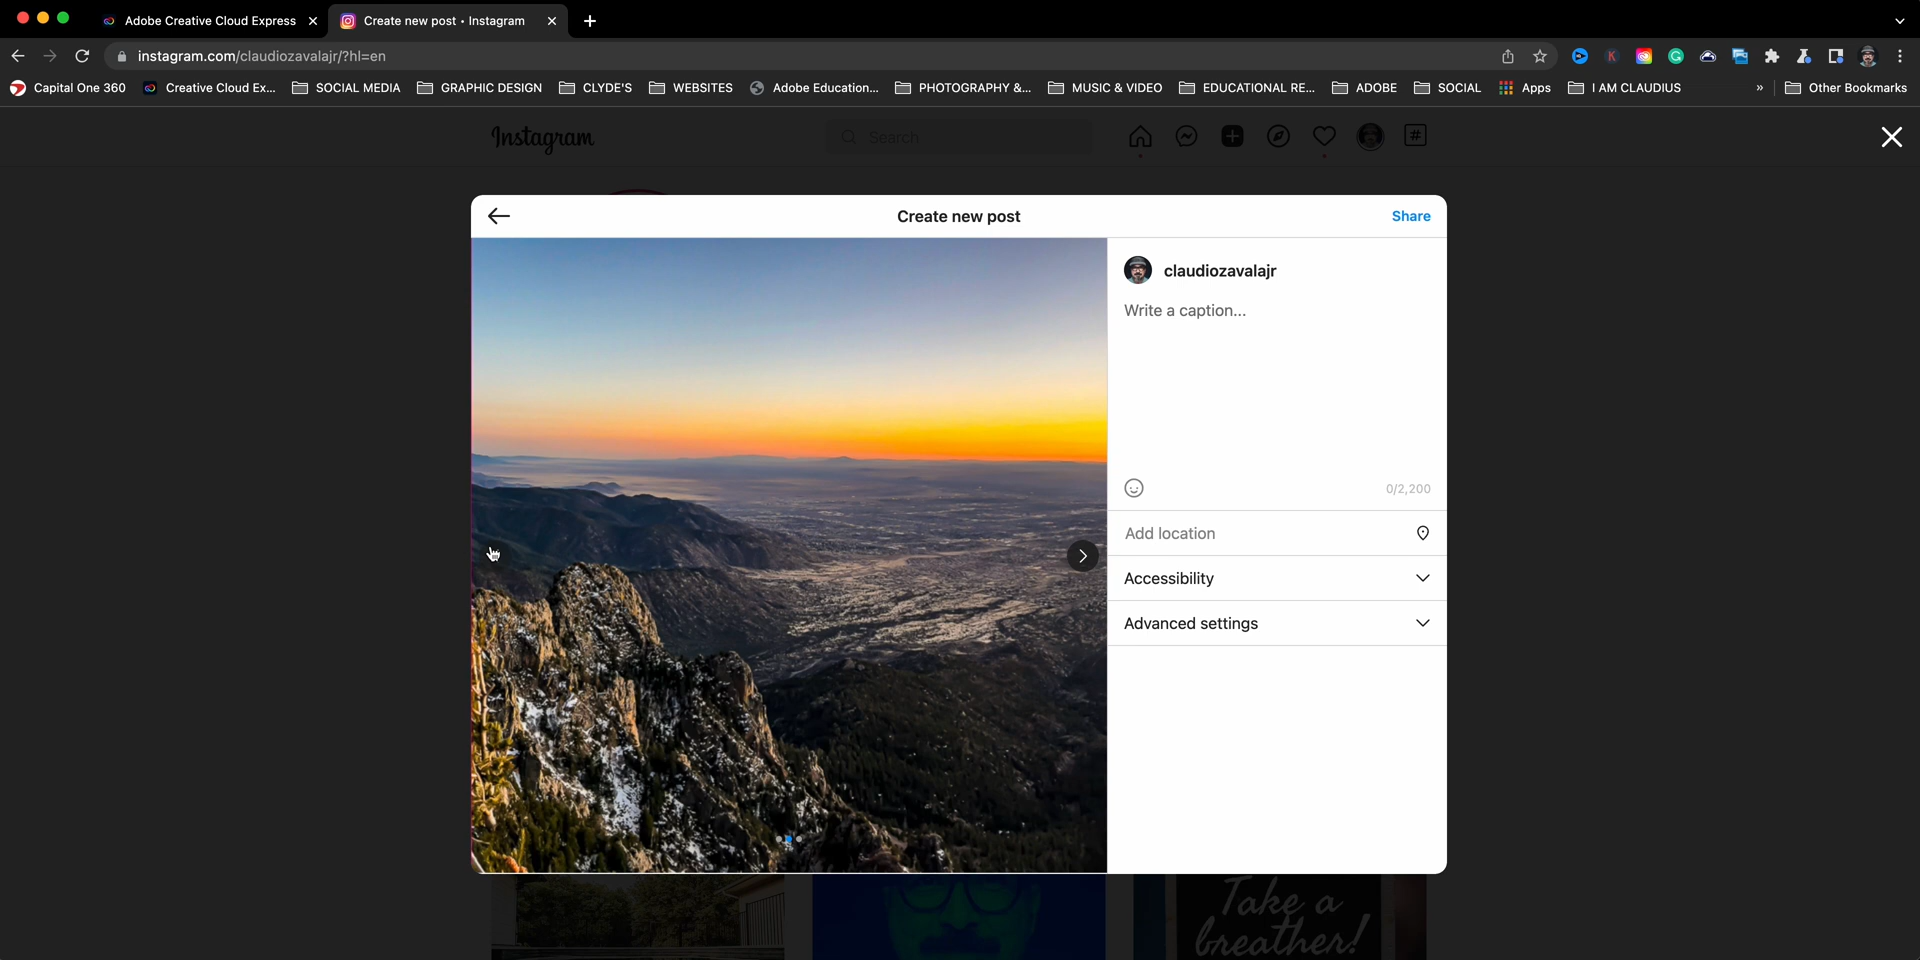 Adobe Creative Cloud Express
Create new post • Instagram
instagram.com/claudiozavalajr/?hl=en
Capital One 360
Creative Cloud Ex...
SOCIAL MEDIA
GRAPHIC DESIGN
CLYDE'S
WEBSITES
Adobe Education...
PHOTOGRAPHY &...
MUSIC & VIDEO
EDUCATIONAL RE...
ADOBE
SOCIAL
Apps
I AM CLAUDIUS
»
Other Bookmarks
Instagram
Search
Create new post
Share
claudiozavalajr
Write a caption...
0/2,200
Add location
Accessibility
Advanced settings
Take a
breather!